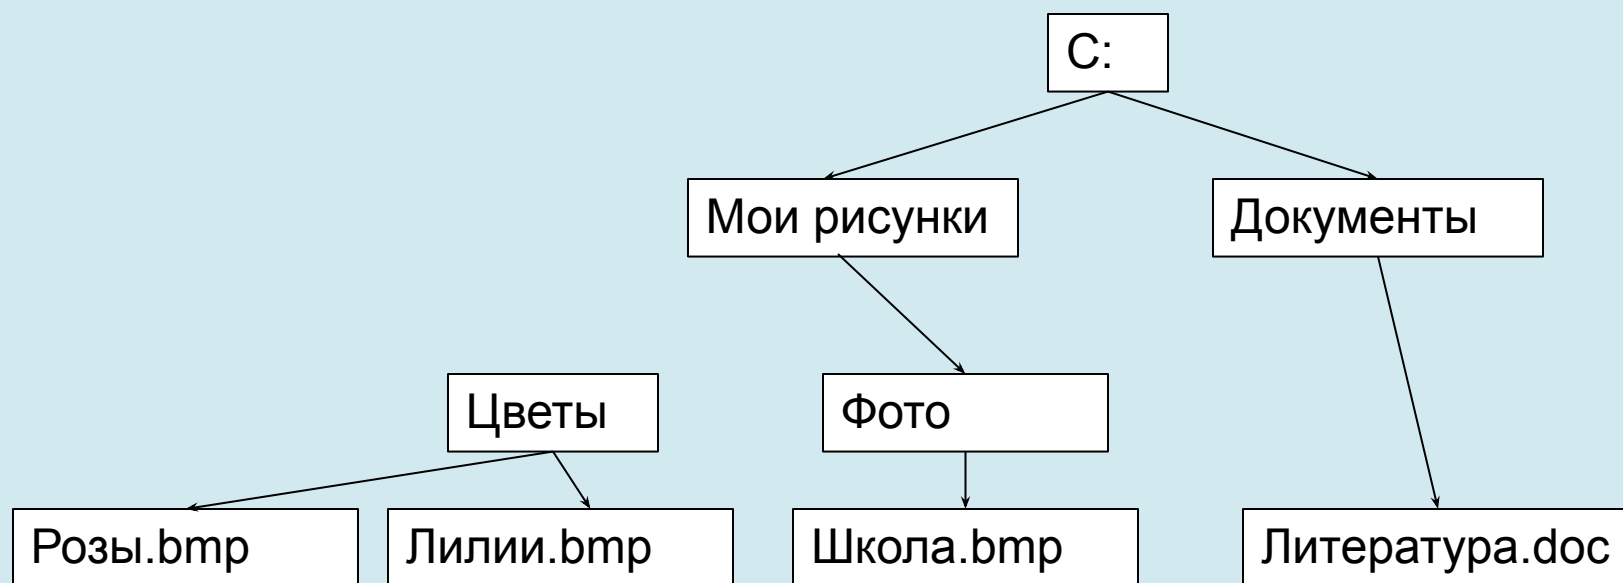 С:
Мои рисунки
Документы
Цветы
Фото
Розы.bmp
Лилии.bmp
Школа.bmp
Литература.doc